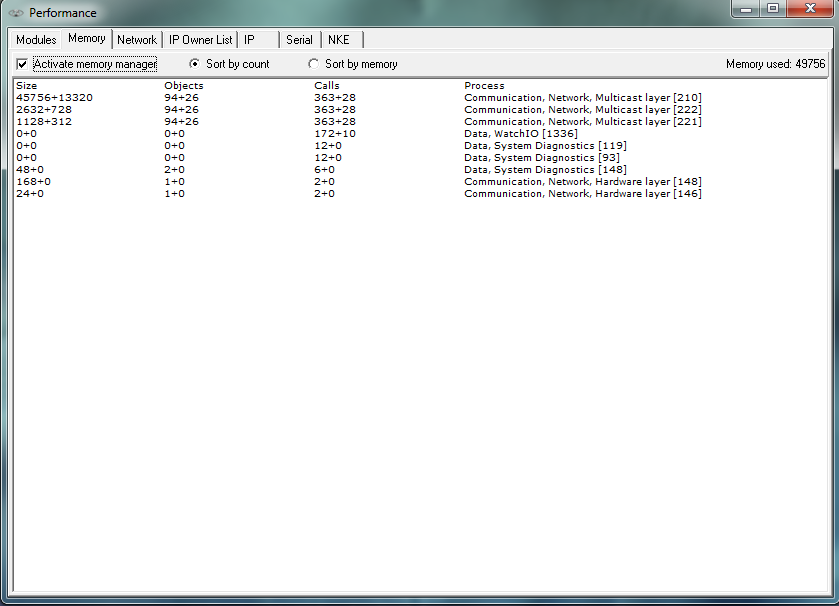 Performance
Modules Memory Network IP Owner List IP Serial NKE
Activate memory manager Sort by count Sort by memory Memory used: 49756
Size Objects Calls Process
45756+13320 94+26 363+28 Communication, Network, Multicast layer [210]
2632+728 94+26 363+28 Communication, Network, Multicast layer [222]
1128+312 94+26 363+28 Communication, Network, Multicast layer [221]
0+0 0+0 172+10 Data, WatchIO [1336]
0+0 0+0 12+0 Data, System Diagnostics [119]
0+0 0+0 12+0 Data, System Diagnostics [93]
48+0 2+0 6+0 Data, System Diagnostics [148]
168+0 1+0 2+0 Communication, Network, Hardware layer [148]
24+0 1+0 2+0 Communication, Network, Hardware layer [146]